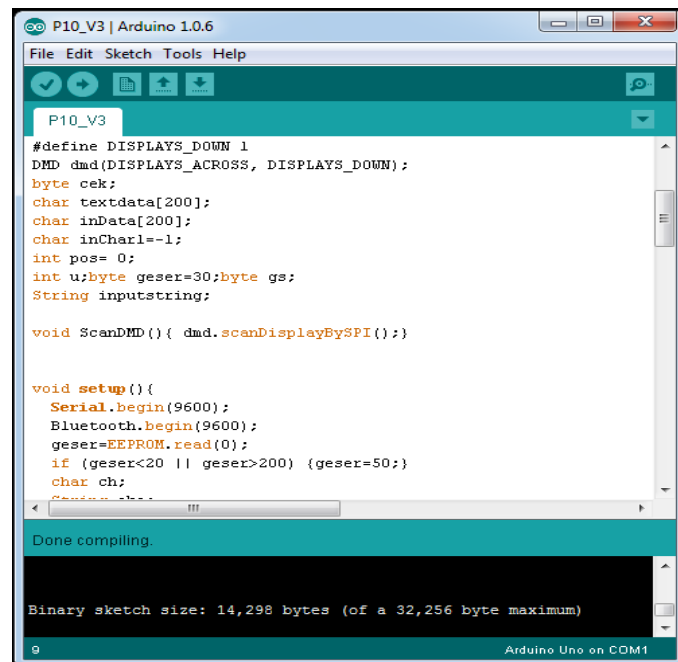 P10_V3 | Arduino 1.0.6
File Edit Sketch Tools Help
P10_V3
#define DISPLAYS_DOWN 1
DMD dmd(DISPLAYS_ACROSS, DISPLAYS_DOWN);
byte cek;
char textdata[200];
char inData[200];
char inChar1=-1;
int pos= 0;
int u;byte geser=30;byte gs;
String inputstring;
void ScanDMD(){ dmd.scanDisplayBySPI();}
void setup(){
Serial.begin(9600);
Bluetooth.begin(9600);
geser=EEPROM.read(0);
if (geser<20 || geser>200) {geser=50;}
char ch;
Done compiling.
Binary sketch size: 14,298 bytes (of a 32,256 byte maximum)
9 Arduino Uno on COM1